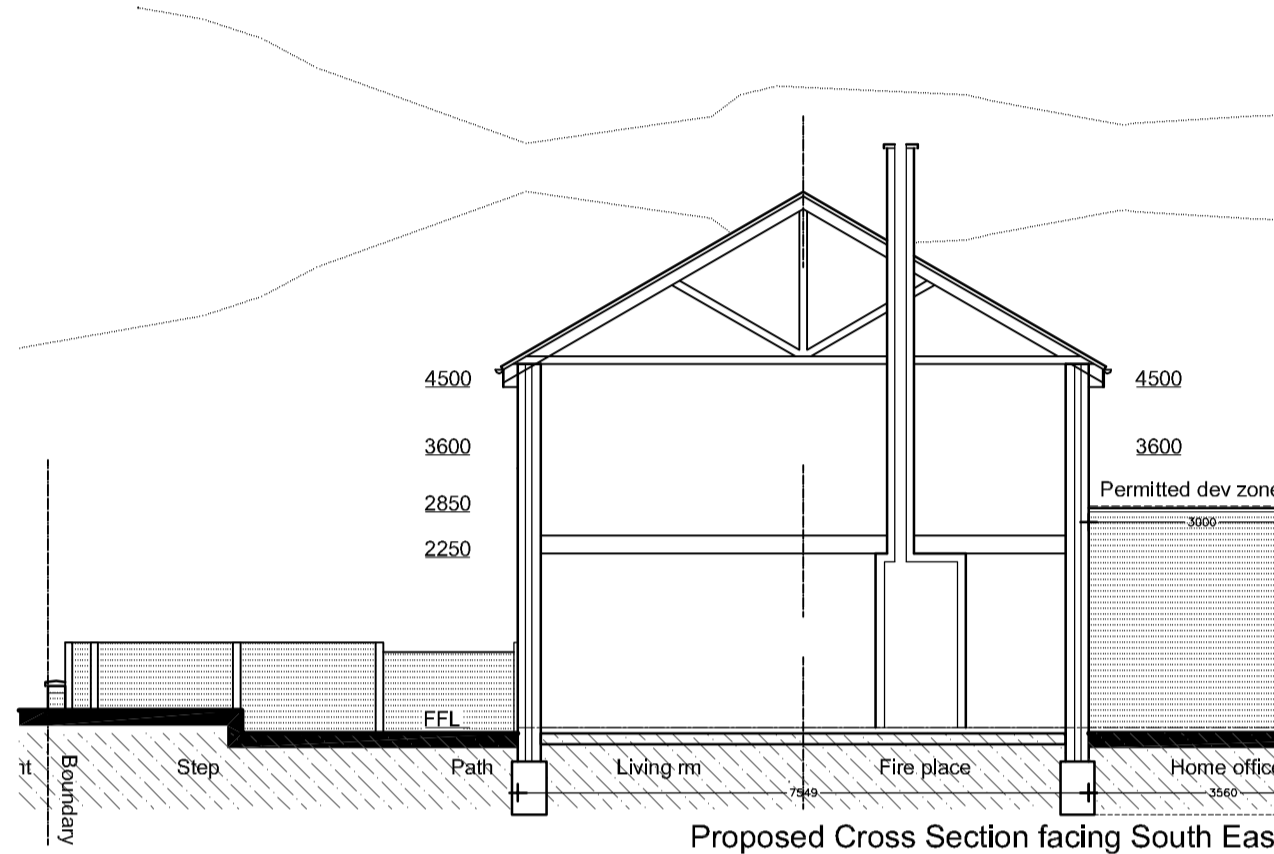 4500
4500
3600
3600
Permitted dev zone
2850
3000
2250
FFL
Boundary
Step
Path
Living rm
Fire place
Home office
7549
3560
Proposed Cross Section facing South Eas